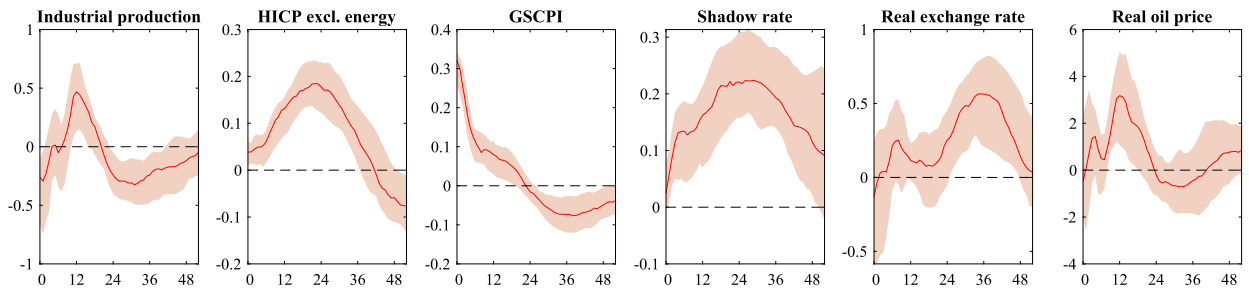 Industrial production
1
0.5
0
-0.5
-1
0 12 24 36 48
HICP excl. energy
0.3
0.2
0.1
0
-0.1
-0.2
0 12 24 36 48
GSCPI
0.4
0.3
0.2
0.1
0
-0.1
-0.2
0 12 24 36 48
Shadow rate
0.3
0.2
0.1
0
-0.1
0 12 24 36 48
Real exchange rate
1
0.5
0
-0.5
0 12 24 36 48
Real oil price
6
4
2
0
-2
-4
0 12 24 36 48